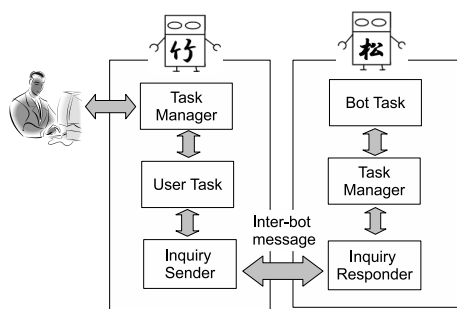 竹
松
Task
Manager
User Task
Inquiry
Sender
Inter-bot
message
Bot Task
Task
Manager
Inquiry
Responder